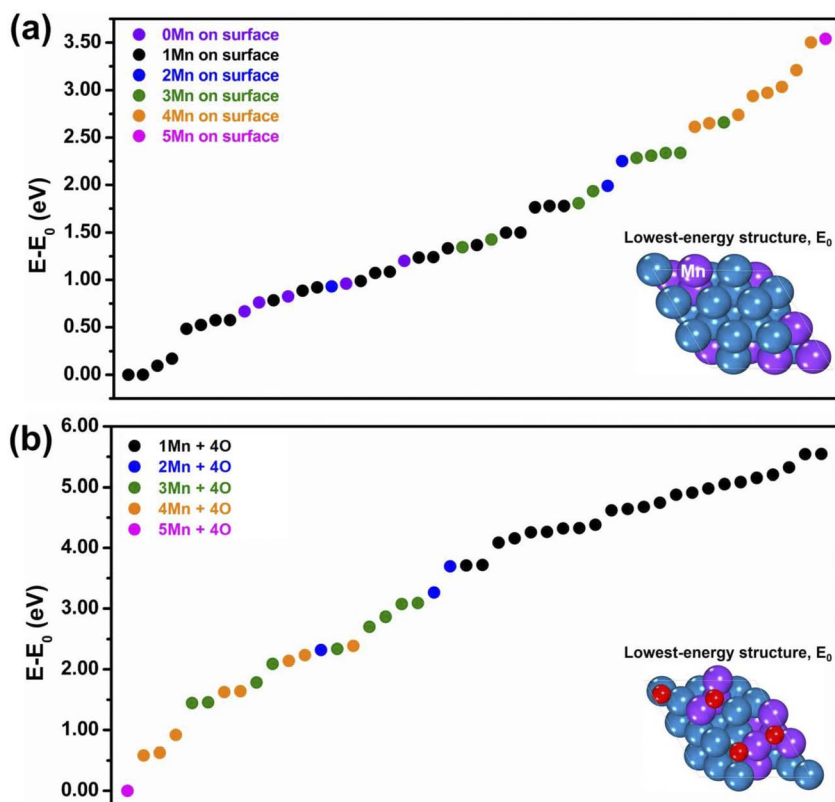 (a)
3.50
3.00
2.50
2.00
1.50
1.00
0.50
0.00
E-E0 (eV)
0Mn on surface
1Mn on surface
2Mn on surface
3Mn on surface
4Mn on surface
5Mn on surface
Lowest-energy structure, E0
Mn
(b)
6.00
5.00
4.00
3.00
2.00
1.00
0.00
E-E0 (eV)
1Mn + 4O
2Mn + 4O
3Mn + 4O
4Mn + 4O
5Mn + 4O
Lowest-energy structure, E0